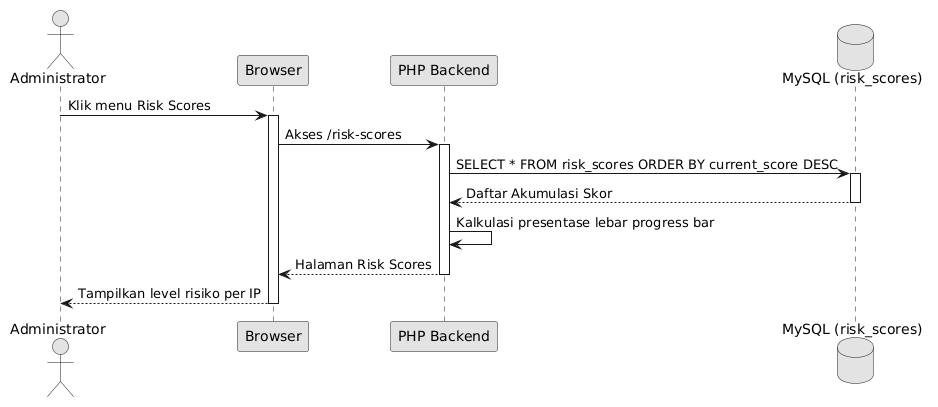 Administrator
Browser
PHP Backend
MySQL (risk_scores)
Klik menu Risk Scores
Akses /risk-scores
SELECT * FROM risk_scores ORDER BY current_score DESC
Daftar Akumulasi Skor
Kalkulasi presentase lebar progress bar
Halaman Risk Scores
Tampilkan level risiko per IP
Administrator
Browser
PHP Backend
MySQL (risk_scores)